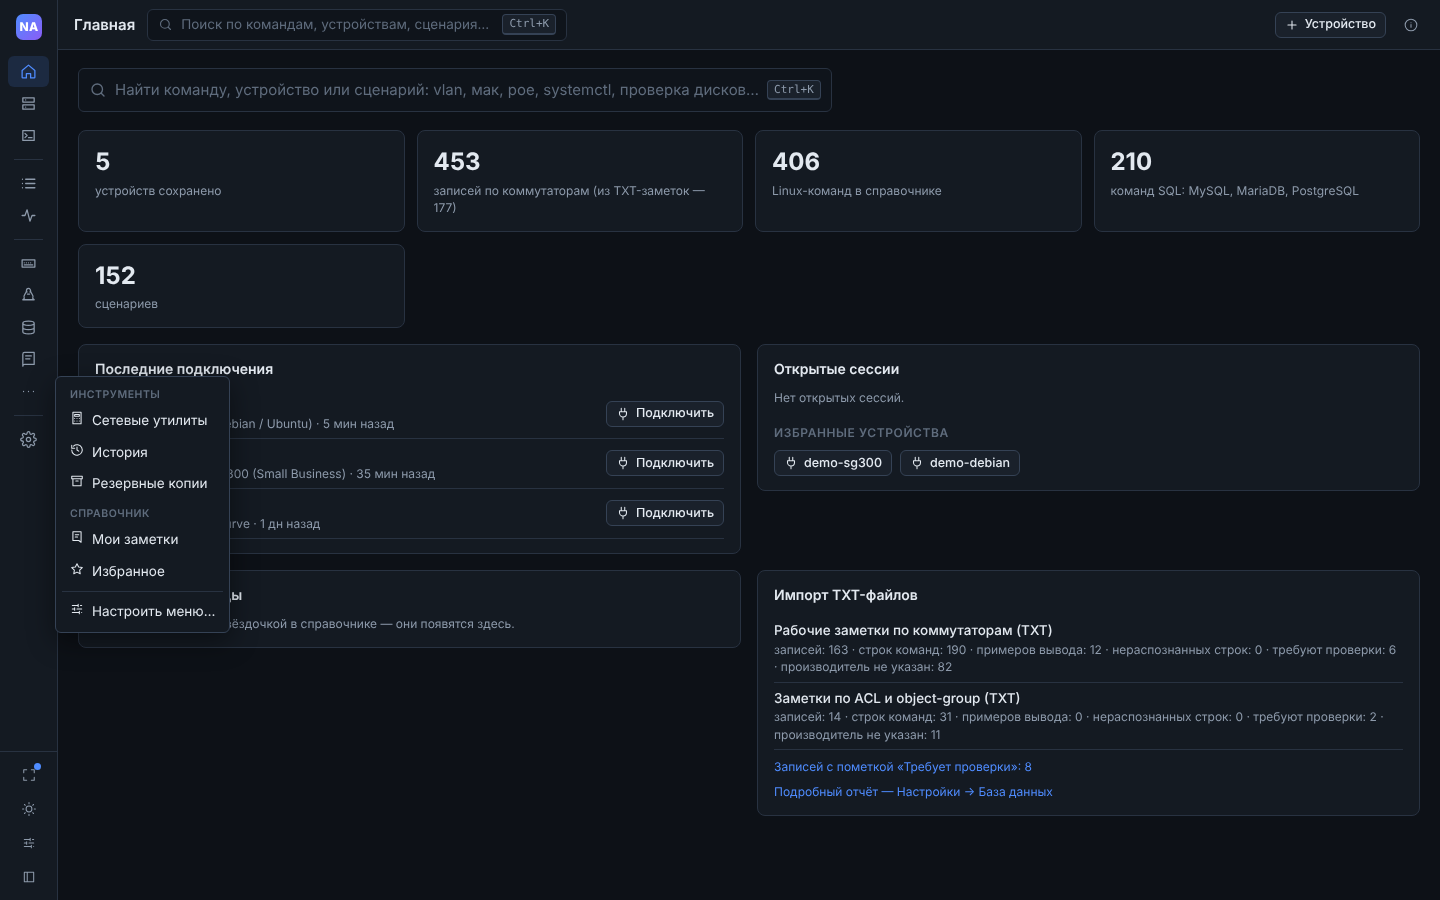 NA
Главная
Поиск по командам, устройствам, сценария...
Ctrl+K
Устройство
Найти команду, устройство или сценарий: vlan, мак, poe, systemctl, проверка дисков...
Ctrl+K
5
устройств сохранено
453
записей по коммутаторам (из TXT-заметок —
177)
406
Linux-команд в справочнике
210
команд SQL: MySQL, MariaDB, PostgreSQL
152
сценариев
Последние подключения
ebian / Ubuntu) · 5 мин назад
Подключить
300 (Small Business) · 35 мин назад
Подключить
urve · 1 дн назад
Подключить
Открытые сессии
Нет открытых сессий.
ИЗБРАННЫЕ УСТРОЙСТВА
demo-sg300
demo-debian
ИНСТРУМЕНТЫ
Сетевые утилиты
История
Резервные копии
СПРАВОЧНИК
Мои заметки
Избранное
Настроить меню...
ды
вёздочкой в справочнике — они появятся здесь.
Импорт TXT-файлов
Рабочие заметки по коммутаторам (TXT)
записей: 163 · строк команд: 190 · примеров вывода: 12 · нераспознанных строк: 0 · требуют проверки: 6
· производитель не указан: 82
Заметки по ACL и object-group (TXT)
записей: 14 · строк команд: 31 · примеров вывода: 0 · нераспознанных строк: 0 · требуют проверки: 2 ·
производитель не указан: 11
Записей с пометкой «Требует проверки»: 8
Подробный отчёт — Настройки → База данных